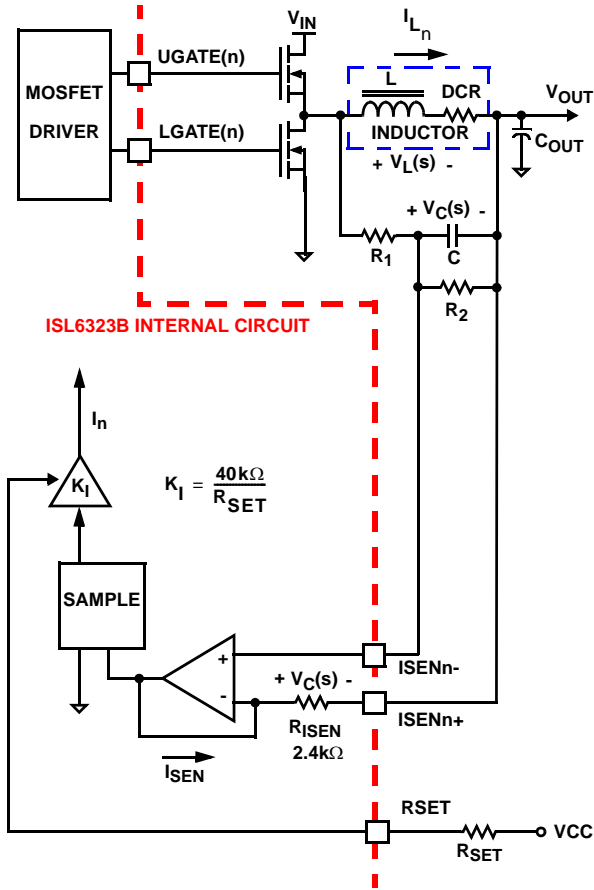 V_IN
I_L_n
UGATE(n)
MOSFET
DRIVER
L
DCR
V_OUT
LGATE(n)
INDUCTOR
C_OUT
+ V_L(s) -
+ V_C(s) -
R_1
C
R_2
ISL6323B INTERNAL CIRCUIT
I_n
K_I
K_I = 40kΩ / R_SET
SAMPLE
+
-
ISENn-
+ V_C(s) -
R_ISEN
2.4kΩ
ISENn+
I_SEN
RSET
VCC
R_SET